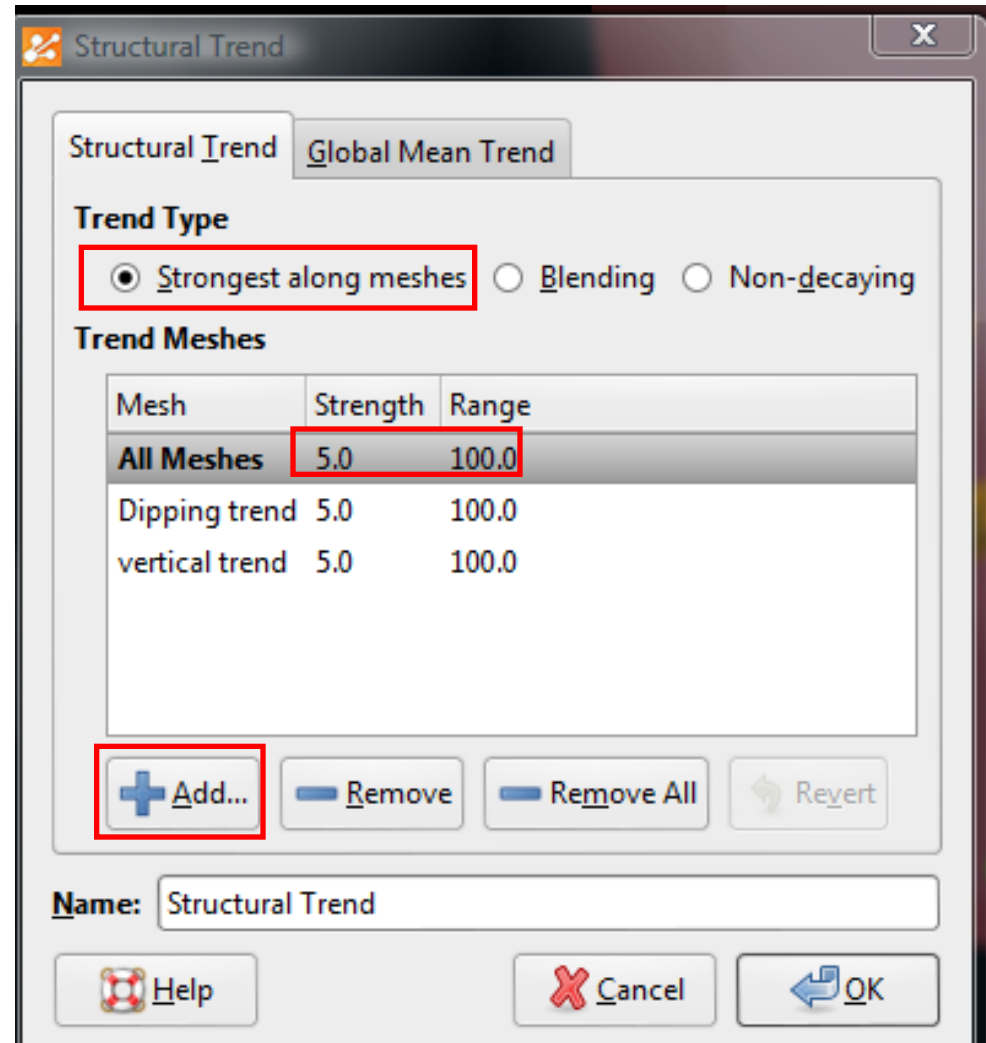 Structural Trend
x
Structural Trend Global Mean Trend
Trend Type
Strongest along meshes Blending Non-decaying
Trend Meshes
Mesh Strength Range
All Meshes 5.0 100.0
Dipping trend 5.0 100.0
vertical trend 5.0 100.0
Add... Remove Remove All Revert
Name: Structural Trend
Help Cancel OK